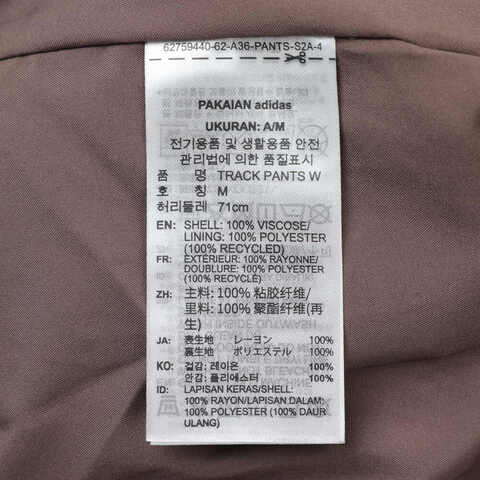 62759440-62-A36-PANTS-S2A-4
PAKAIAN adidas
UKURAN: A/M
전기용품 및 생활용품 안전
관리법에 의한 품질표시
품 명 TRACK PANTS W
호 칭 M
허리둘레 71cm
EN: SHELL: 100% VISCOSE/
LINING: 100% POLYESTER
(100% RECYCLED)
FR: EXTÉRIEUR: 100% RAYONNE/
DOUBLURE: 100% POLYESTER
(100% RECYCLÉ)
ZH: 主料: 100% 粘胶纤维/
里料: 100% 聚酯纤维(再
生)
JA: 表生地 レーヨン 100%
裏生地 ポリエステル 100%
KO: 겉감: 레이온 100%
안감: 폴리에스터 100%
ID: LAPISAN KERAS/SHELL:
100% RAYON/LAPISAN DALAM:
100% POLYESTER (100% DAUR
ULANG)